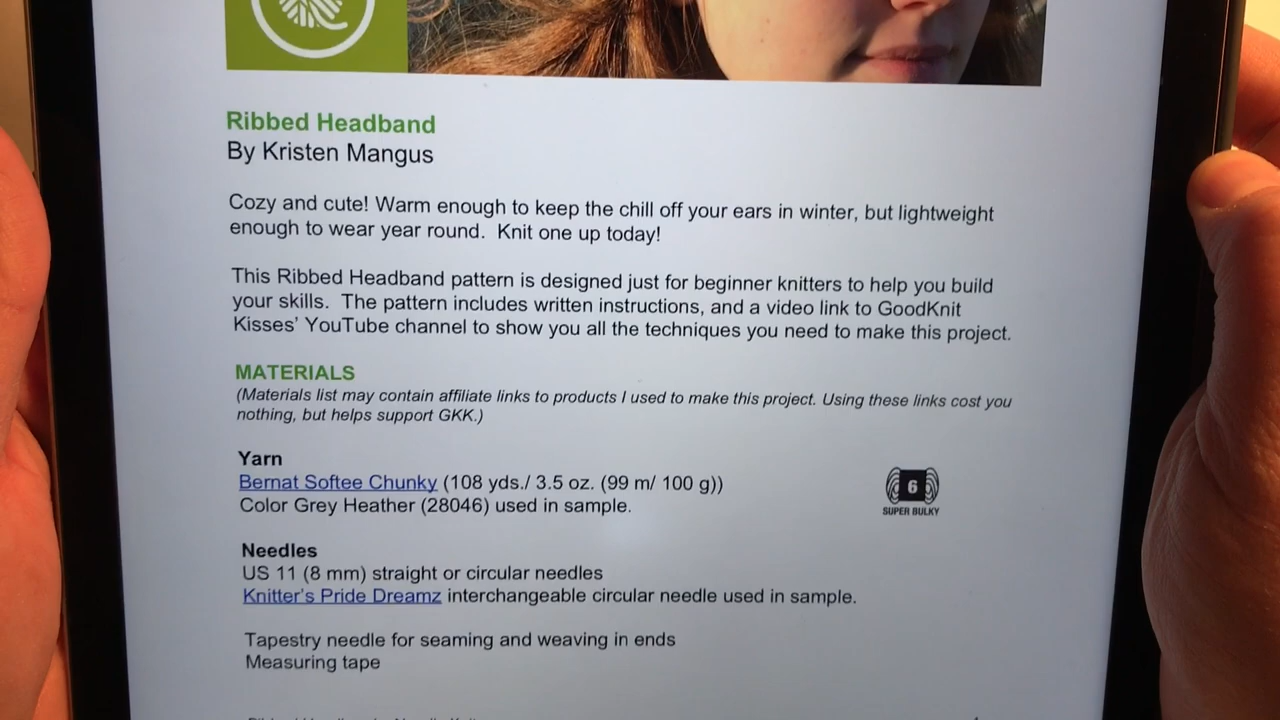 Ribbed Headband
By Kristen Mangus
Cozy and cute! Warm enough to keep the chill off your ears in winter, but lightweight
enough to wear year round.  Knit one up today!
This Ribbed Headband pattern is designed just for beginner knitters to help you build
your skills.  The pattern includes written instructions, and a video link to GoodKnit
Kisses’ YouTube channel to show you all the techniques you need to make this project.
MATERIALS
(Materials list may contain affiliate links to products I used to make this project. Using these links cost you
nothing, but helps support GKK.)
Yarn
Bernat Softee Chunky (108 yds./ 3.5 oz. (99 m/ 100 g))
Color Grey Heather (28046) used in sample.
6
SUPER BULKY
Needles
US 11 (8 mm) straight or circular needles
Knitter's Pride Dreamz interchangeable circular needle used in sample.
Tapestry needle for seaming and weaving in ends
Measuring tape